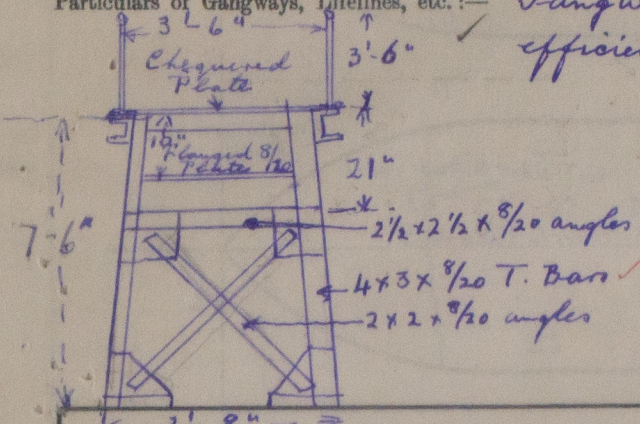 Particulars of Gangways, Lifelines, etc. :—
3'-6"
3'-6"
Chequered
Plate
efficie
15"
Flanged 8/20
Plate
21"
7'-6"
2½ x 2½ x 8/20 angles
4 x 3 x 8/20 T. Bars
2 x 2 x 8/20 angles